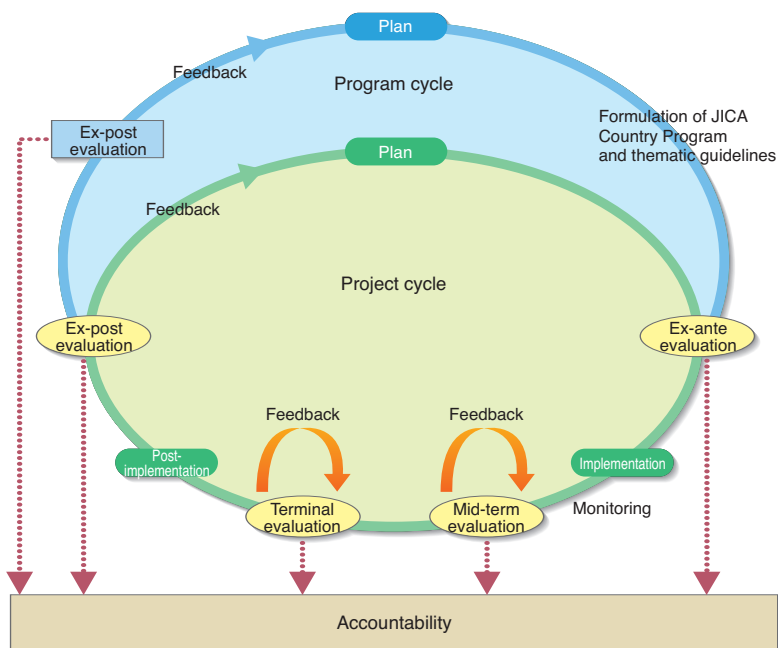 Plan
Feedback
Program cycle
Formulation of JICA
Country Program
and thematic guidelines
Ex-post
evaluation
Plan
Feedback
Project cycle
Ex-post
evaluation
Ex-ante
evaluation
Feedback
Feedback
Post-
implementation
Implementation
Terminal
evaluation
Mid-term
evaluation
Monitoring
Accountability